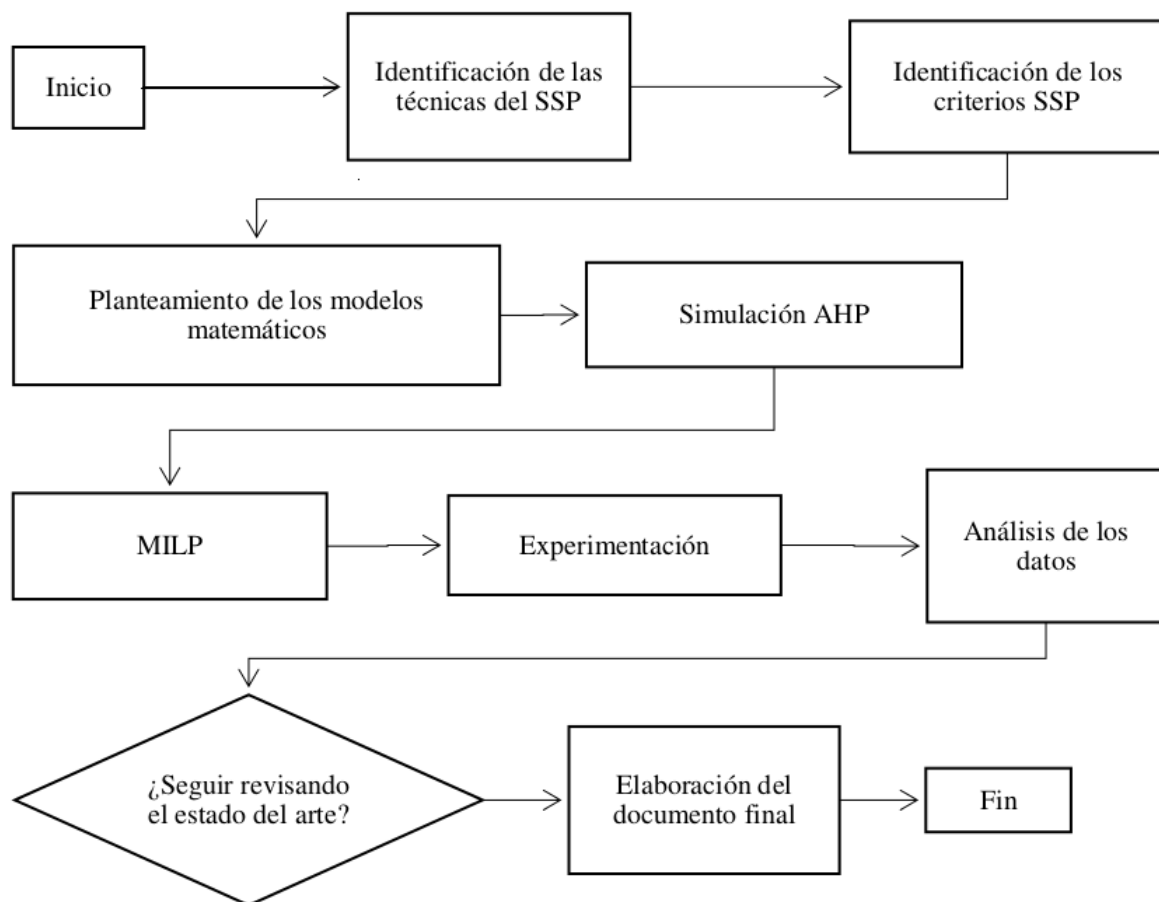 Inicio
Identificación de las
técnicas del SSP
Identificación de los
criterios SSP
Planteamiento de los modelos
matemáticos
Simulación AHP
MILP
Experimentación
Análisis de los
datos
¿Seguir revisando
el estado del arte?
Elaboración del
documento final
Fin